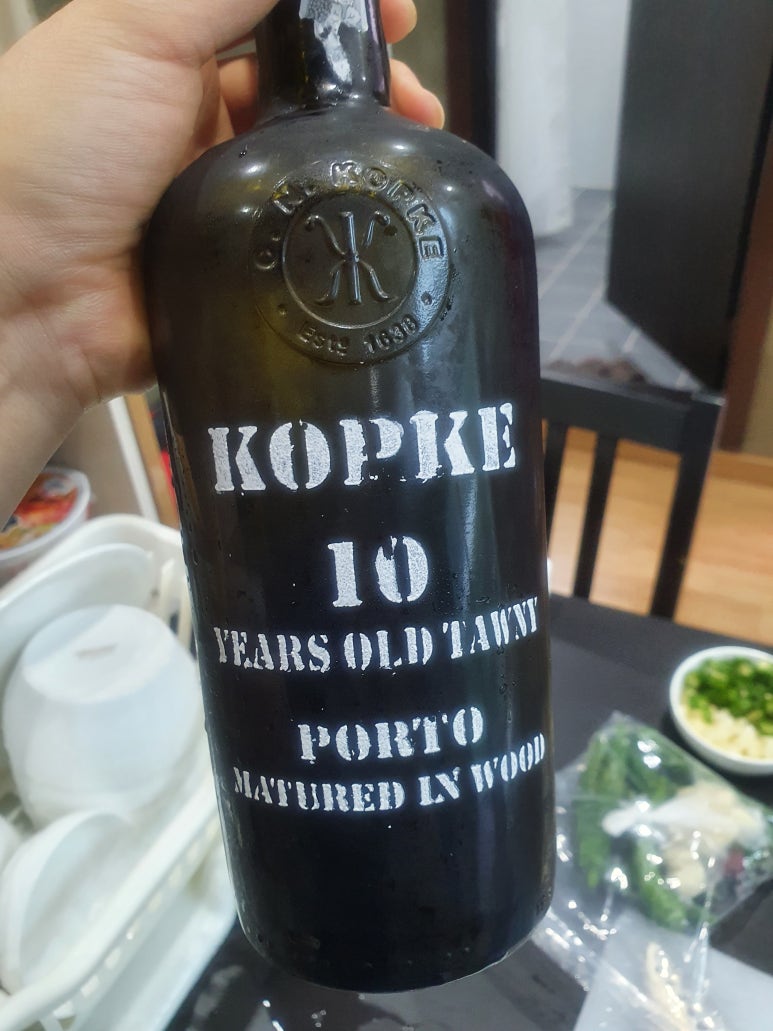 C. N. KOPKE
Estd 1638
KOPKE
10
YEARS OLD TAWNY
PORTO
MATURED IN WOOD